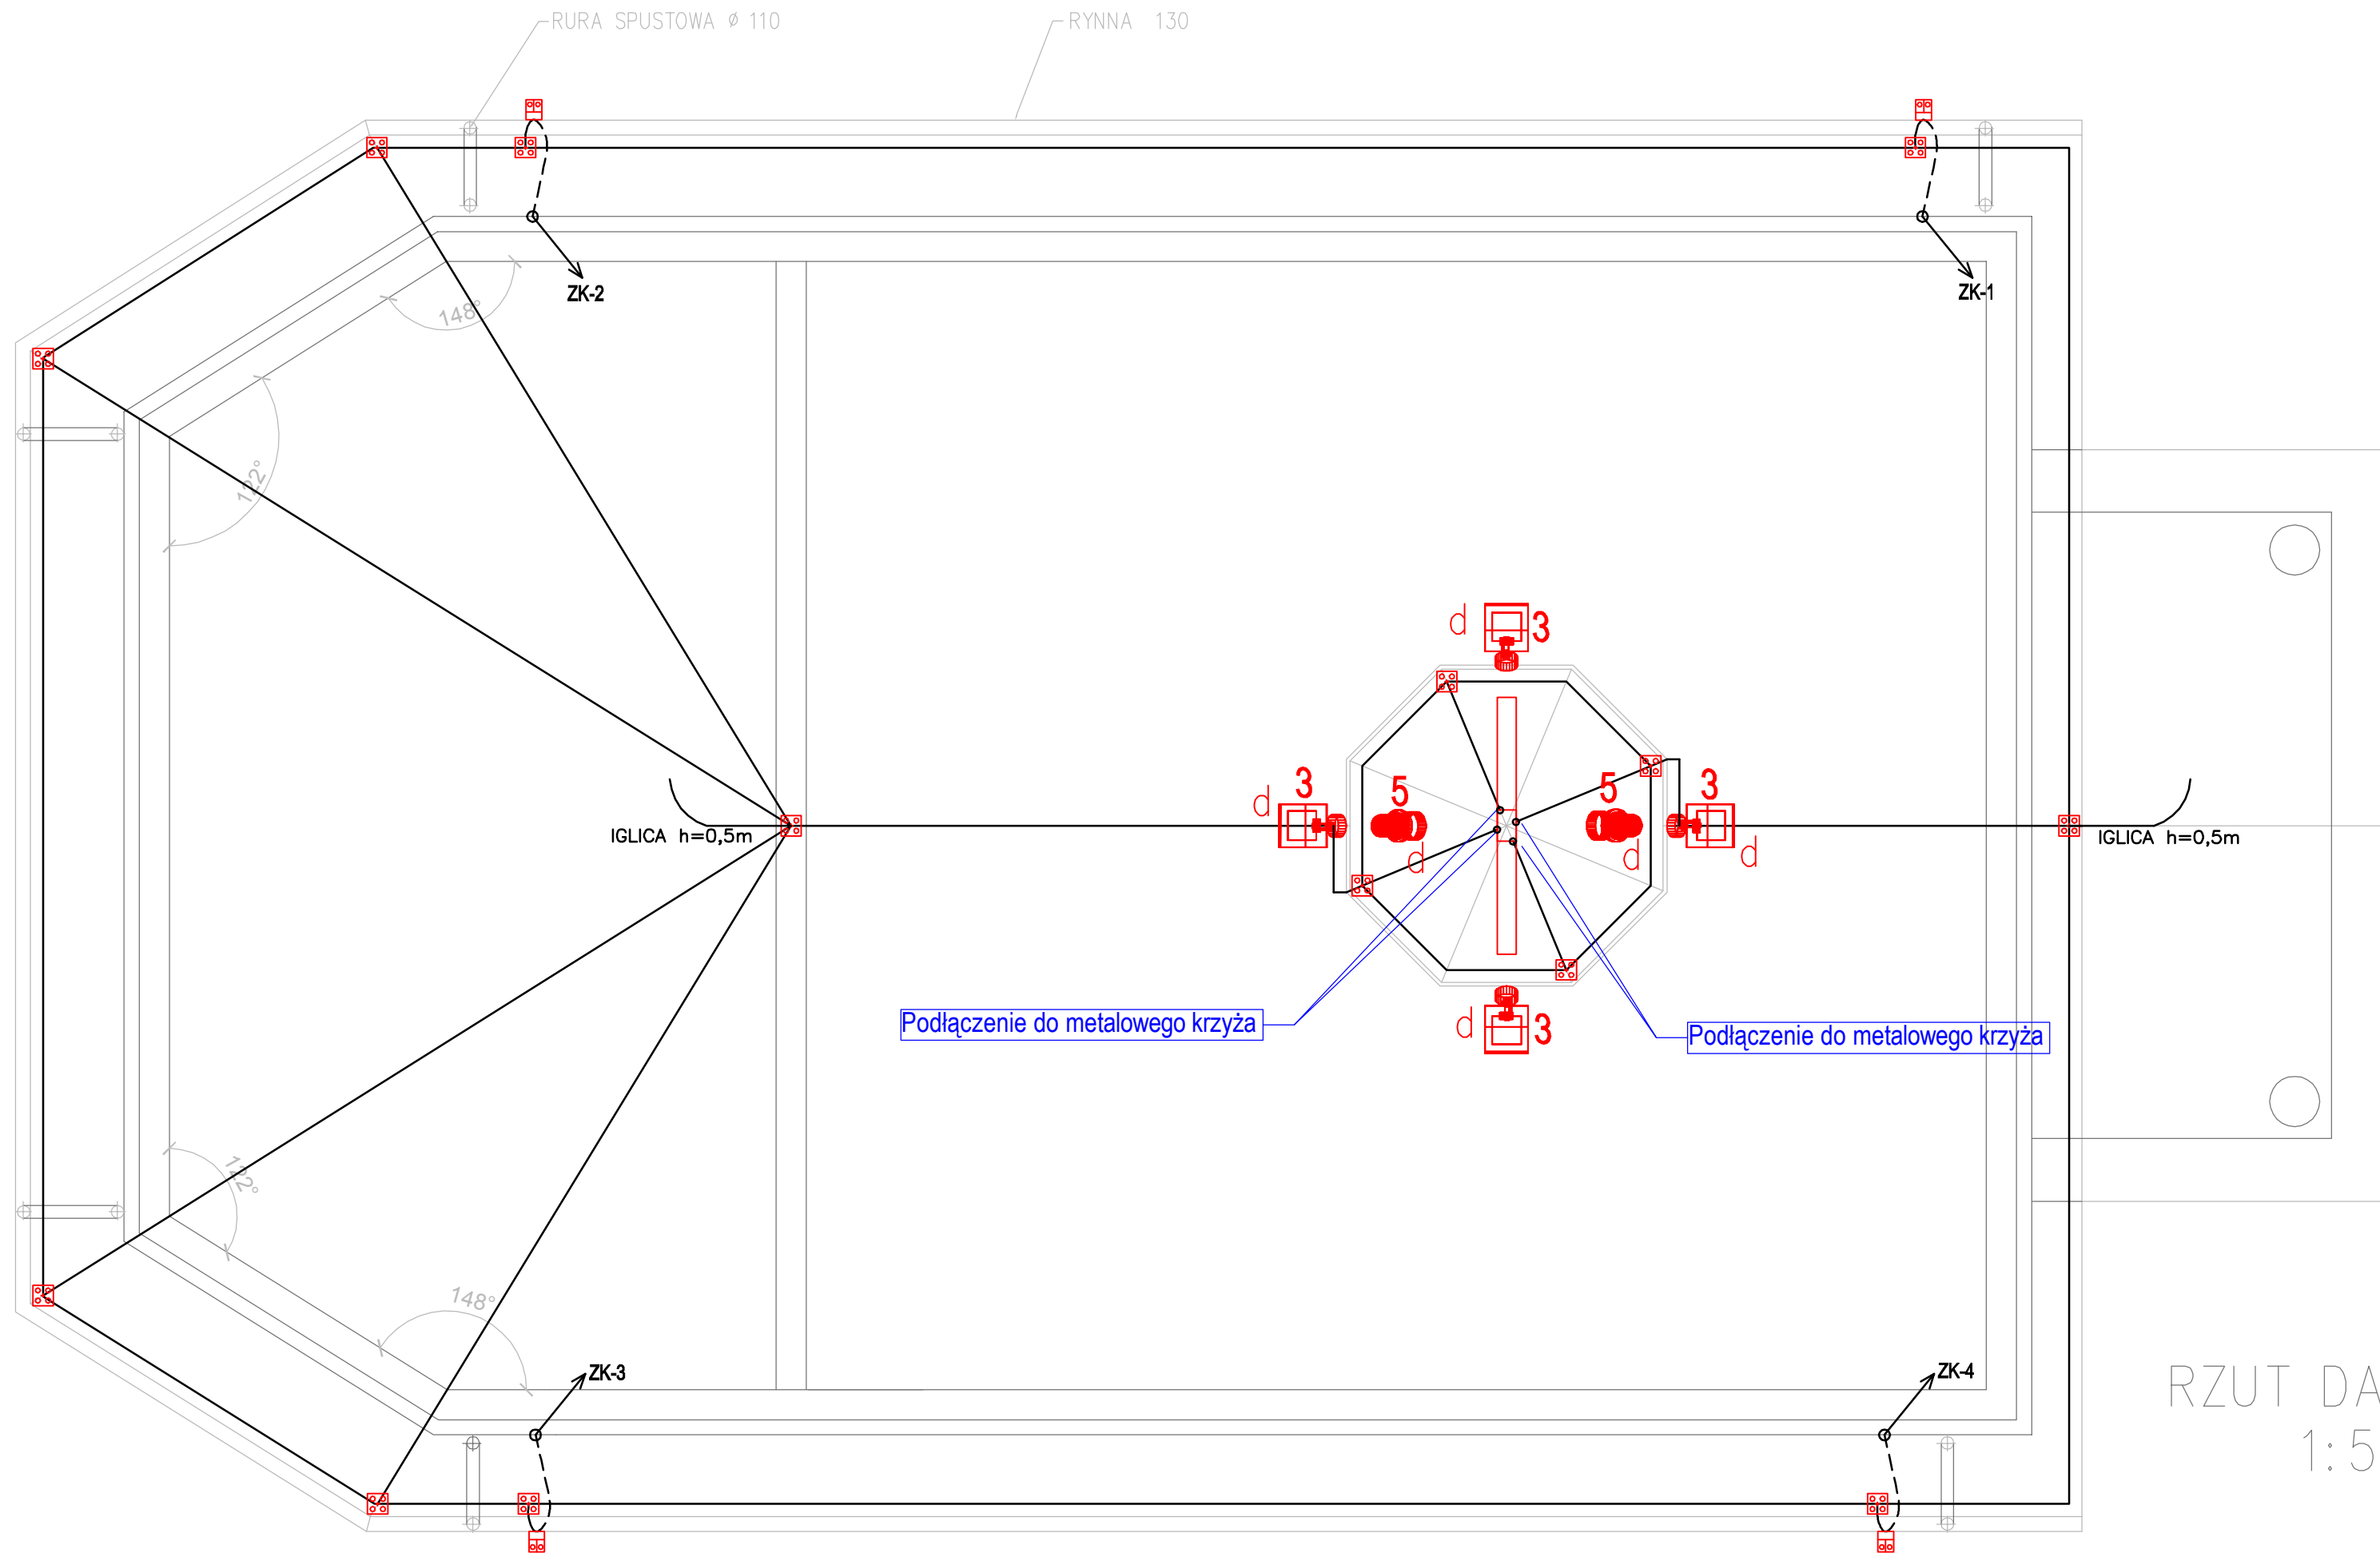 RURA SPUSTOWA Ø 110
RYNNA 130
ZK-2
ZK-1
148°
122°
d
3
3
d
5
5
3
d
d
d
IGLICA h=0,5m
IGLICA h=0,5m
d
3
Podłączenie do metalowego krzyża
Podłączenie do metalowego krzyża
122°
148°
ZK-3
ZK-4
RZUT DA
1:5